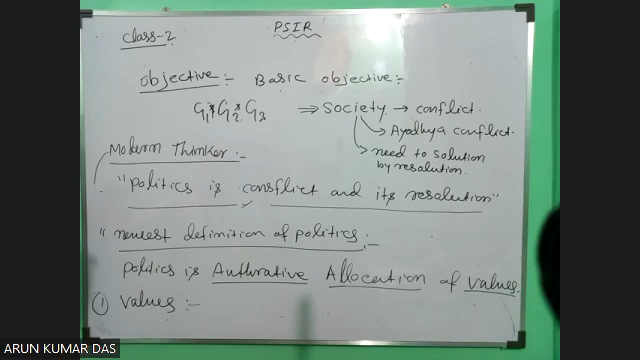 PSIR
Class-2
Objective:- Basic objective:-
G1, G2, G3 ⇒ Society → conflict.
→ Ayodhya conflict.
→ need to solution
by resolution.
Modern Thinker:-
"politics is consflict and its resolution"
"newest definition of politics:-
politics is Authrative Allocation of values.
① Values:-
ARUN KUMAR DAS